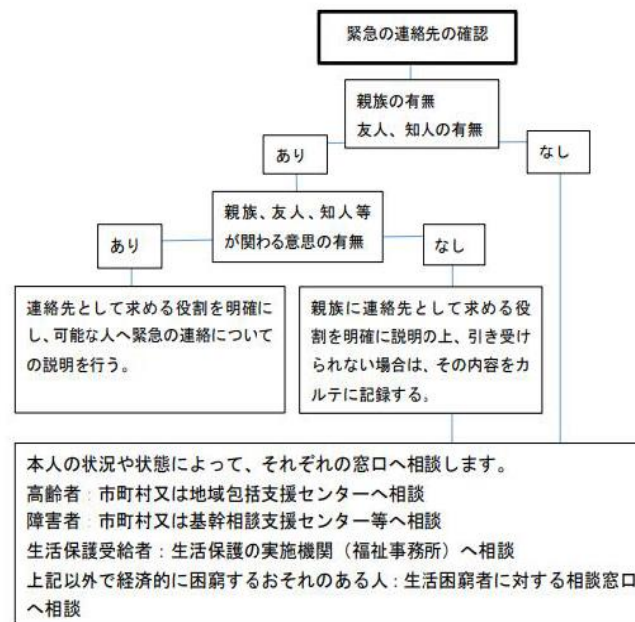 緊急の連絡先の確認
親族の有無
友人、知人の有無
あり
なし
親族、友人、知人等
が関わる意思の有無
あり
なし
連絡先として求める役割を明確に
し、可能な人へ緊急の連絡について
の説明を行う。
親族に連絡先として求める役
割を明確に説明の上、引き受け
られない場合は、その内容をカ
ルテに記録する。
本人の状況や状態によって、それぞれの窓口へ相談します。
高齢者：市町村又は地域包括支援センターへ相談
障害者：市町村又は基幹相談支援センター等へ相談
生活保護受給者：生活保護の実施機関（福祉事務所）へ相談
上記以外で経済的に困窮するおそれのある人：生活困窮者に対する相談窓口
へ相談